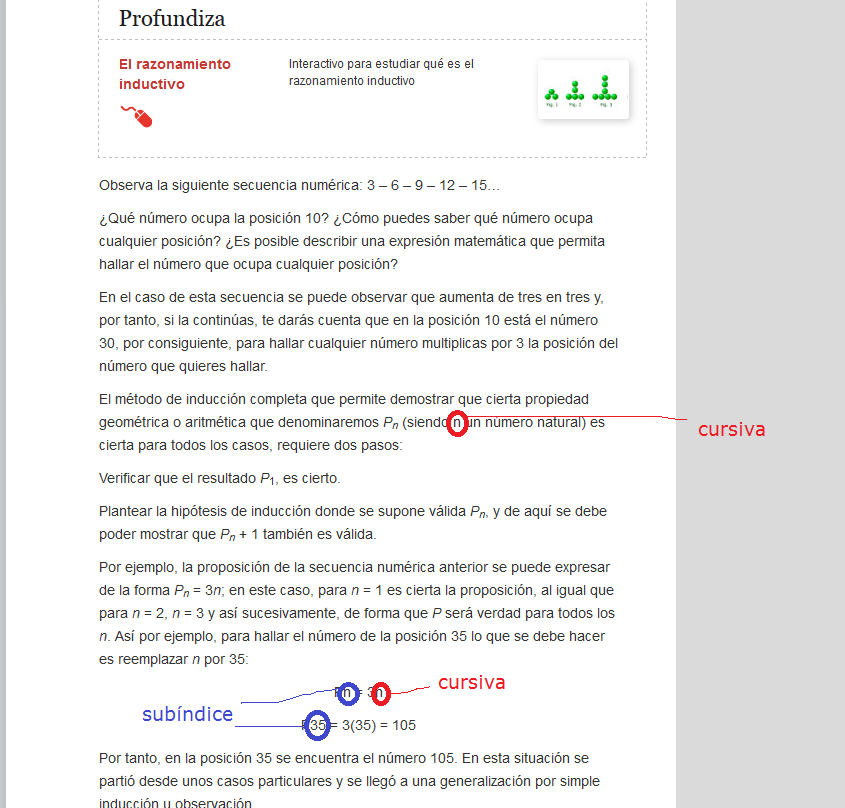 Profundiza
El razonamiento
inductivo
Interactivo para estudiar qué es el
razonamiento inductivo
Fig. 1 Fig. 2 Fig. 3
Observa la siguiente secuencia numérica: 3 – 6 – 9 – 12 – 15…
¿Qué número ocupa la posición 10? ¿Cómo puedes saber qué número ocupa
cualquier posición? ¿Es posible describir una expresión matemática que permita
hallar el número que ocupa cualquier posición?
En el caso de esta secuencia se puede observar que aumenta de tres en tres y,
por tanto, si la continúas, te darás cuenta que en la posición 10 está el número
30, por consiguiente, para hallar cualquier número multiplicas por 3 la posición del
número que quieres hallar.
El método de inducción completa que permite demostrar que cierta propiedad
geométrica o aritmética que denominaremos Pn (siendo n un número natural) es
cierta para todos los casos, requiere dos pasos:
cursiva
Verificar que el resultado P1, es cierto.
Plantear la hipótesis de inducción donde se supone válida Pn, y de aquí se debe
poder mostrar que Pn + 1 también es válida.
Por ejemplo, la proposición de la secuencia numérica anterior se puede expresar
de la forma Pn = 3n; en este caso, para n = 1 es cierta la proposición, al igual que
para n = 2, n = 3 y así sucesivamente, de forma que P será verdad para todos los
n. Así por ejemplo, para hallar el número de la posición 35 lo que se debe hacer
es reemplazar n por 35:
Pn = 3n
cursiva
subíndice
P35 = 3(35) = 105
Por tanto, en la posición 35 se encuentra el número 105. En esta situación se
partió desde unos casos particulares y se llegó a una generalización por simple
inducción u observación